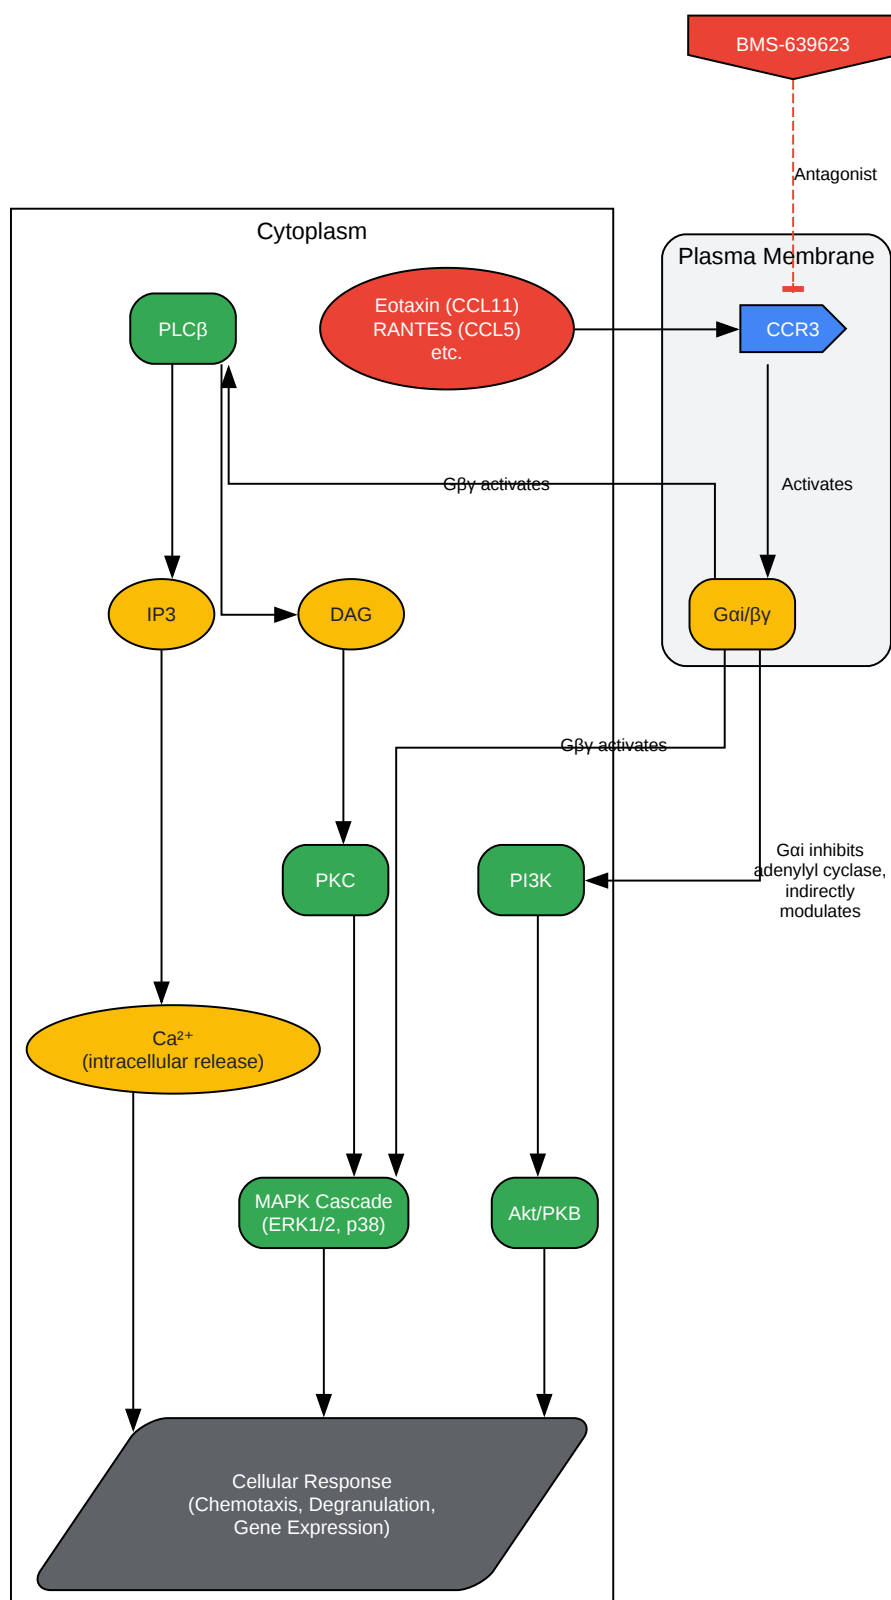 BMS-639623
Antagonist
Cytoplasm
Plasma Membrane
PLCβ
Eotaxin (CCL11)
RANTES (CCL5)
etc.
CCR3
Gβγ activates
Activates
IP3
DAG
Gαi/βγ
Gβγ activates
Gαi inhibits
adenylyl cyclase,
indirectly
modulates
PKC
PI3K
Ca²⁺
(intracellular release)
MAPK Cascade
(ERK1/2, p38)
Akt/PKB
Cellular Response
(Chemotaxis, Degranulation,
Gene Expression)